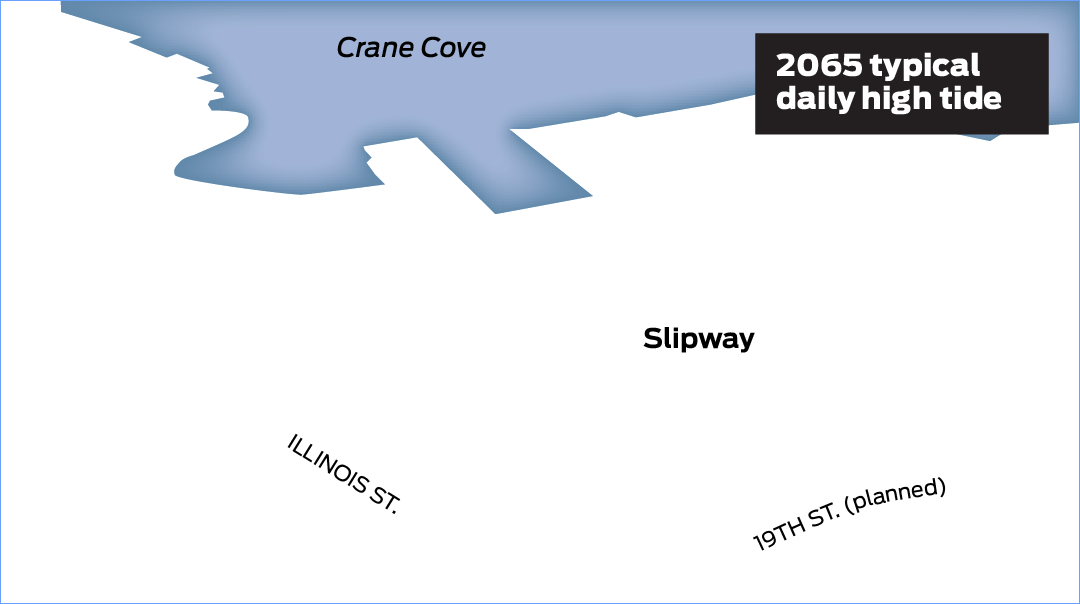 Crane Cove
2065 typical
daily high tide
Slipway
ILLINOIS ST.
19TH ST. (planned)